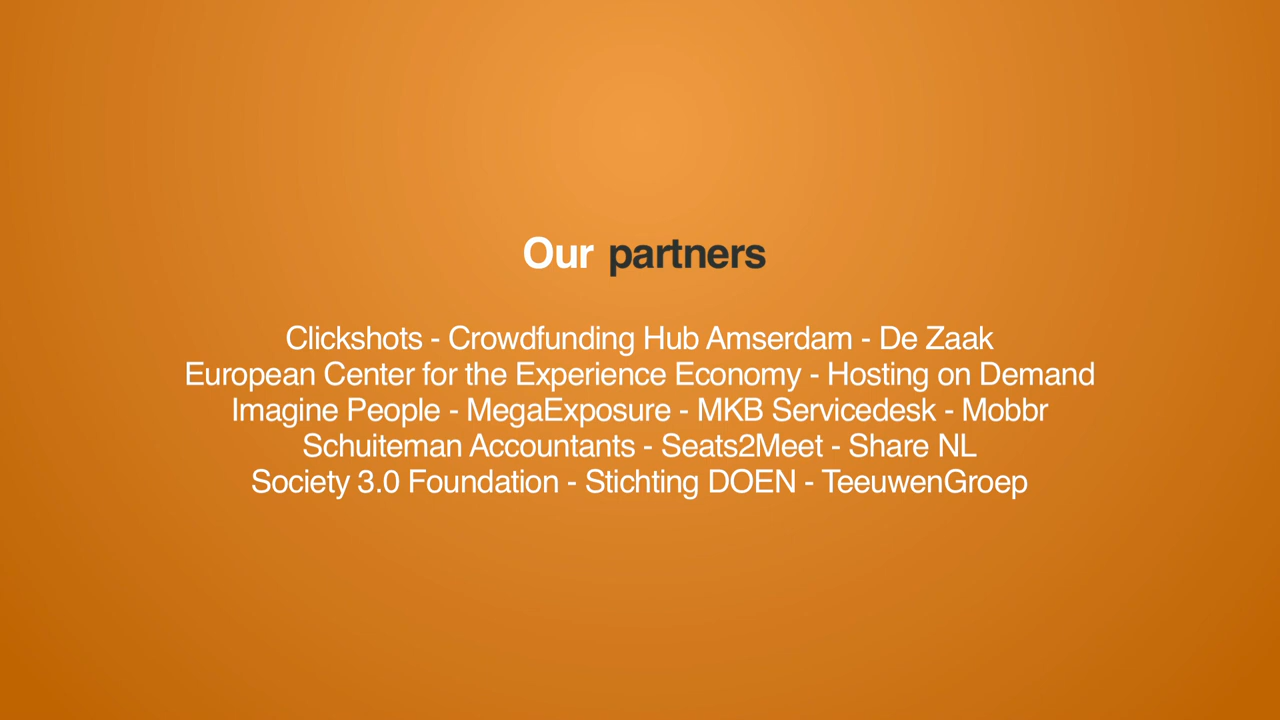 Our partners
Clickshots - Crowdfunding Hub Amserdam - De Zaak
European Center for the Experience Economy - Hosting on Demand
Imagine People - MegaExposure - MKB Servicedesk - Mobbr
Schuiteman Accountants - Seats2Meet - Share NL
Society 3.0 Foundation - Stichting DOEN - TeeuwenGroep